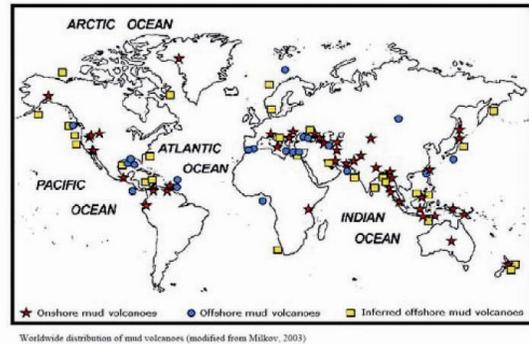 ARCTIC OCEAN
ATLANTIC
OCEAN
PACIFIC
OCEAN
INDIAN
OCEAN
Onshore mud volcanoes Offshore mud volcanoes Inferred offshore mud volcanoes
Worldwide distribution of mud volcanoes (modified from Milkov, 2003)